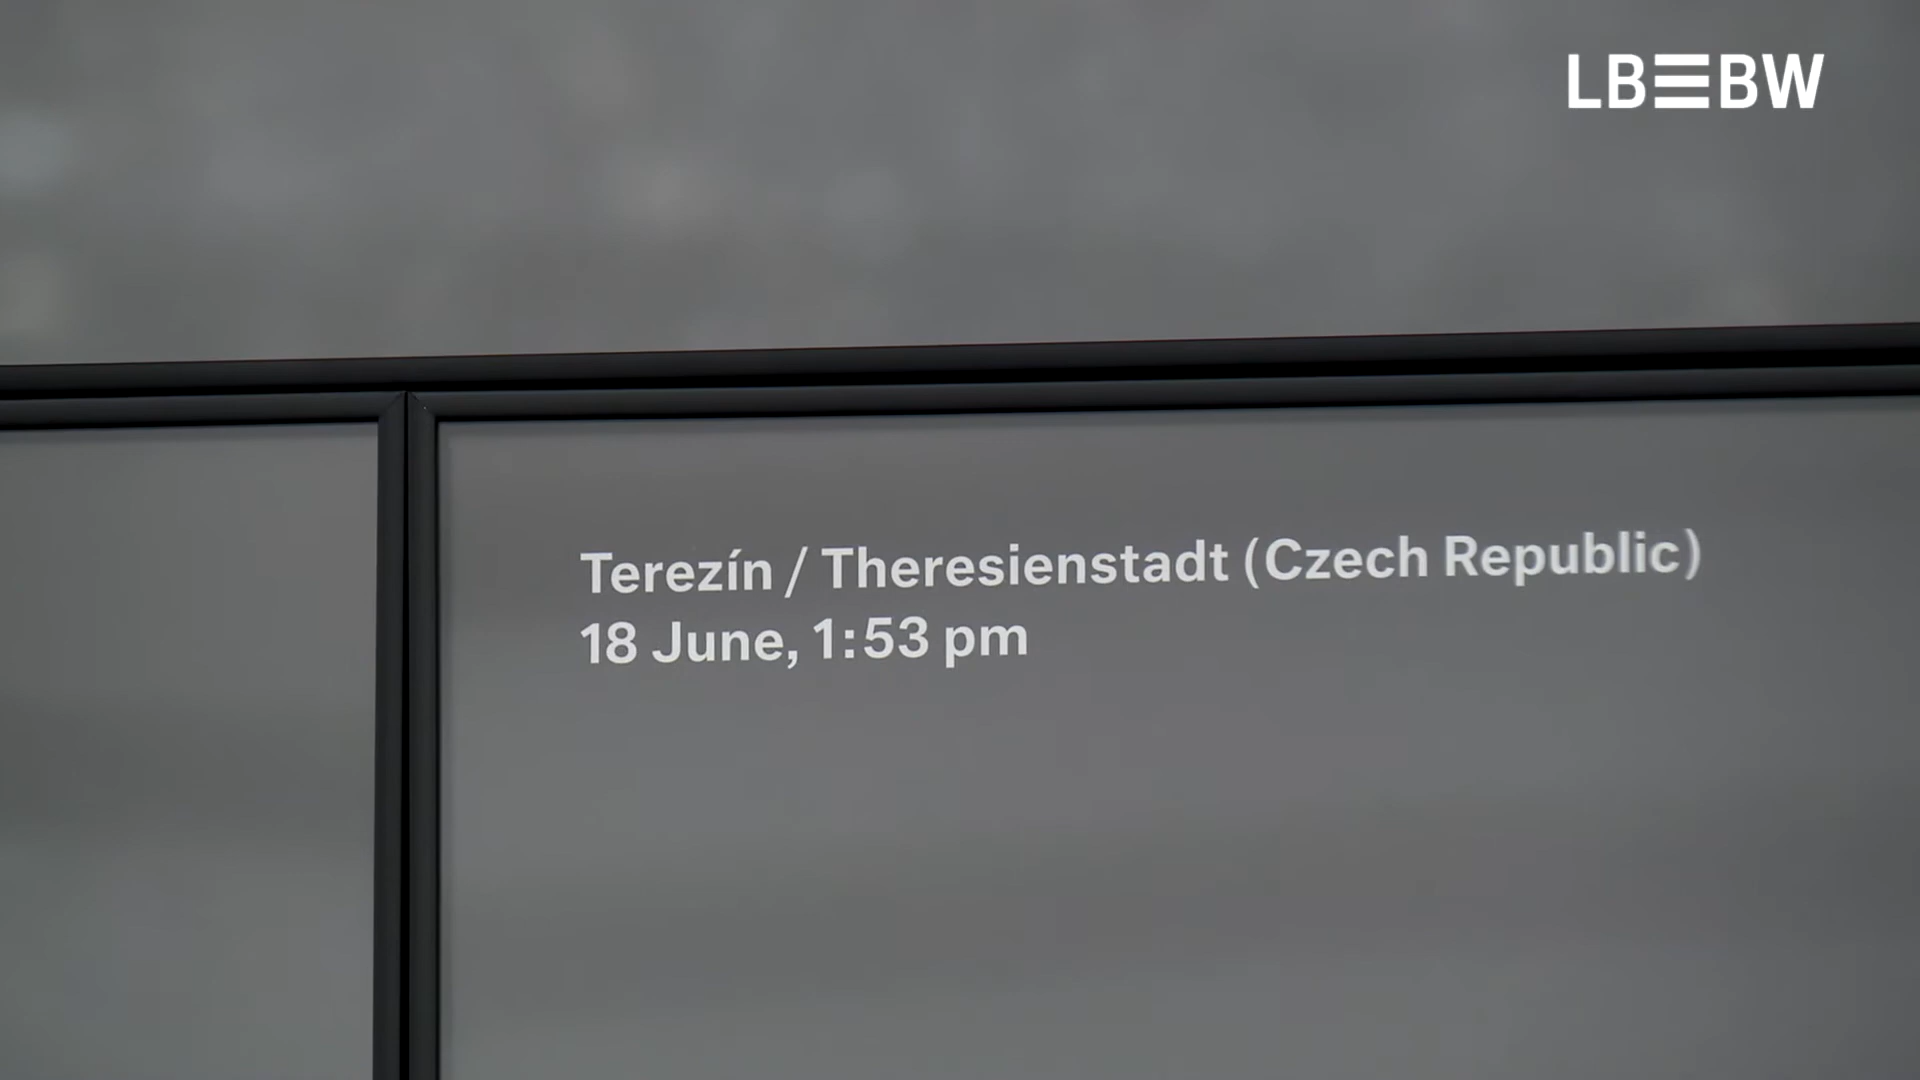 LBBW
Terezín / Theresienstadt (Czech Republic)
18 June, 1:53 pm